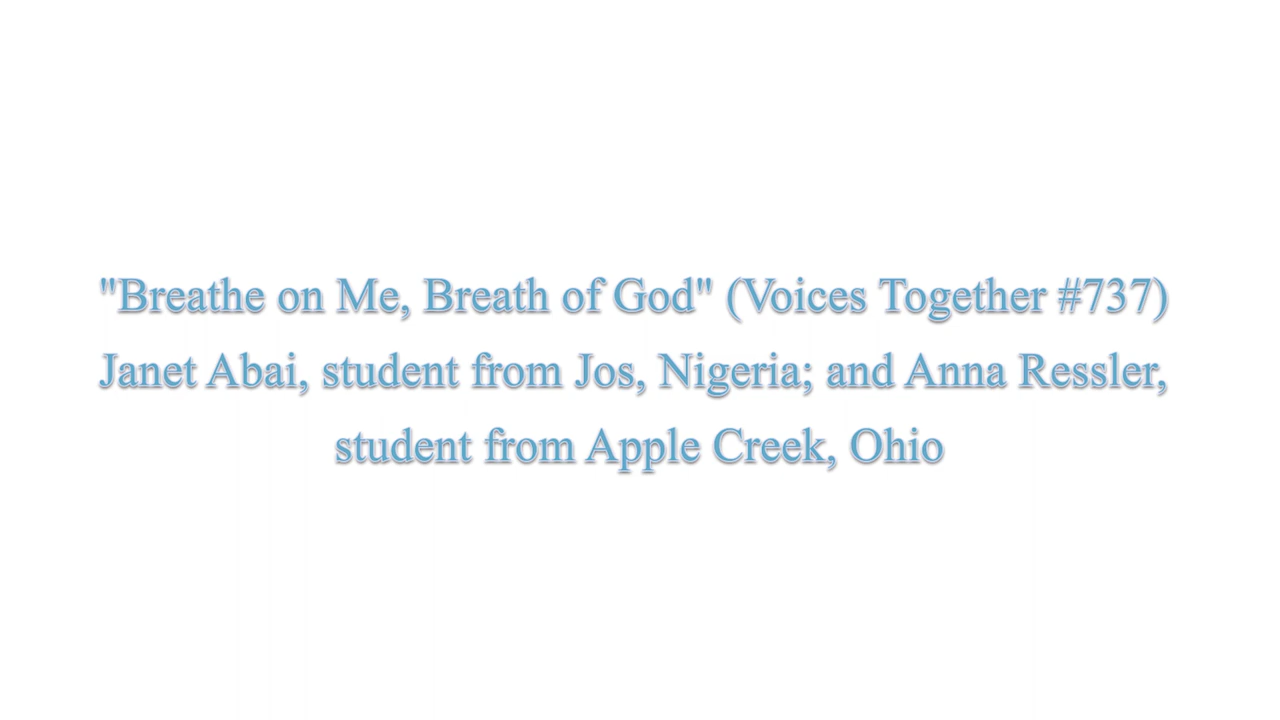 "Breathe on Me, Breath of God" (Voices Together #737)
Janet Abai, student from Jos, Nigeria; and Anna Ressler,
student from Apple Creek, Ohio